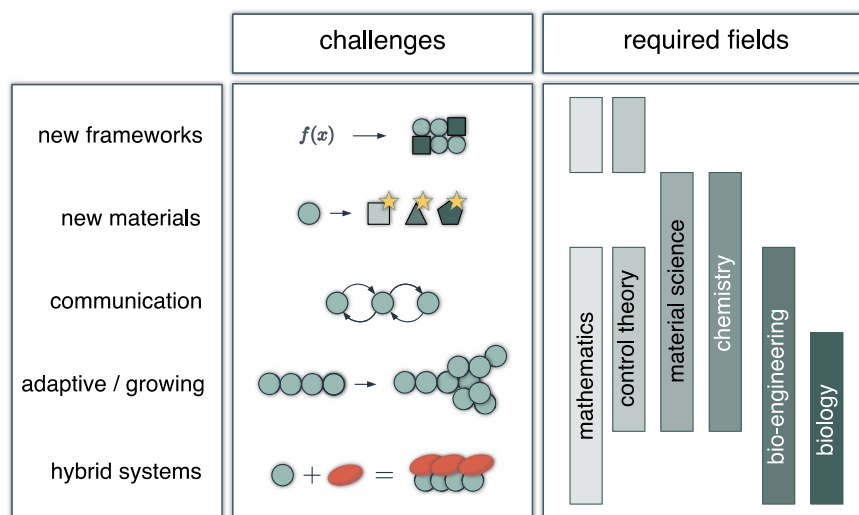 challenges
required fields
new frameworks
f(x)
new materials
communication
adaptive / growing
hybrid systems
+
=
mathematics
control theory
material science
chemistry
bio-engineering
biology